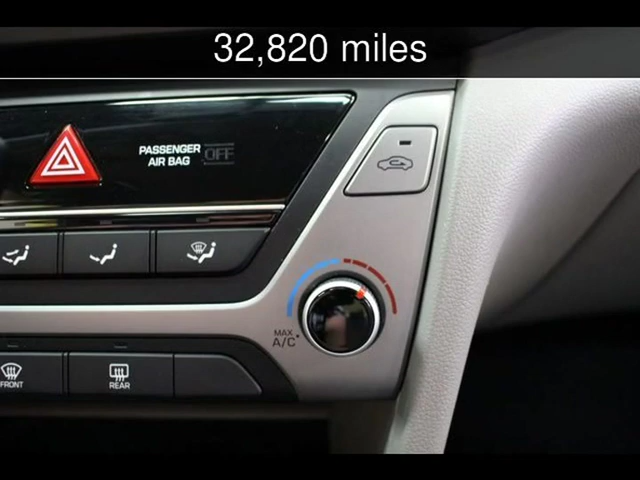 32,820 miles
PASSENGER
AIR BAG OFF
MAX
A/C
FRONT
REAR